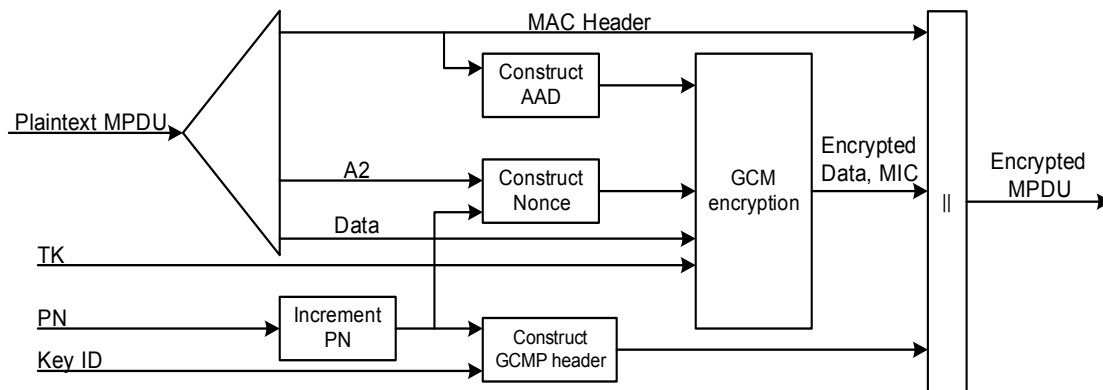 MAC Header
Construct
AAD
Plaintext MPDU
A2
Construct
Nonce
GCM
encryption
Encrypted
Data, MIC
||
Encrypted
MPDU
Data
TK
PN
Increment
PN
Construct
GCMP header
Key ID